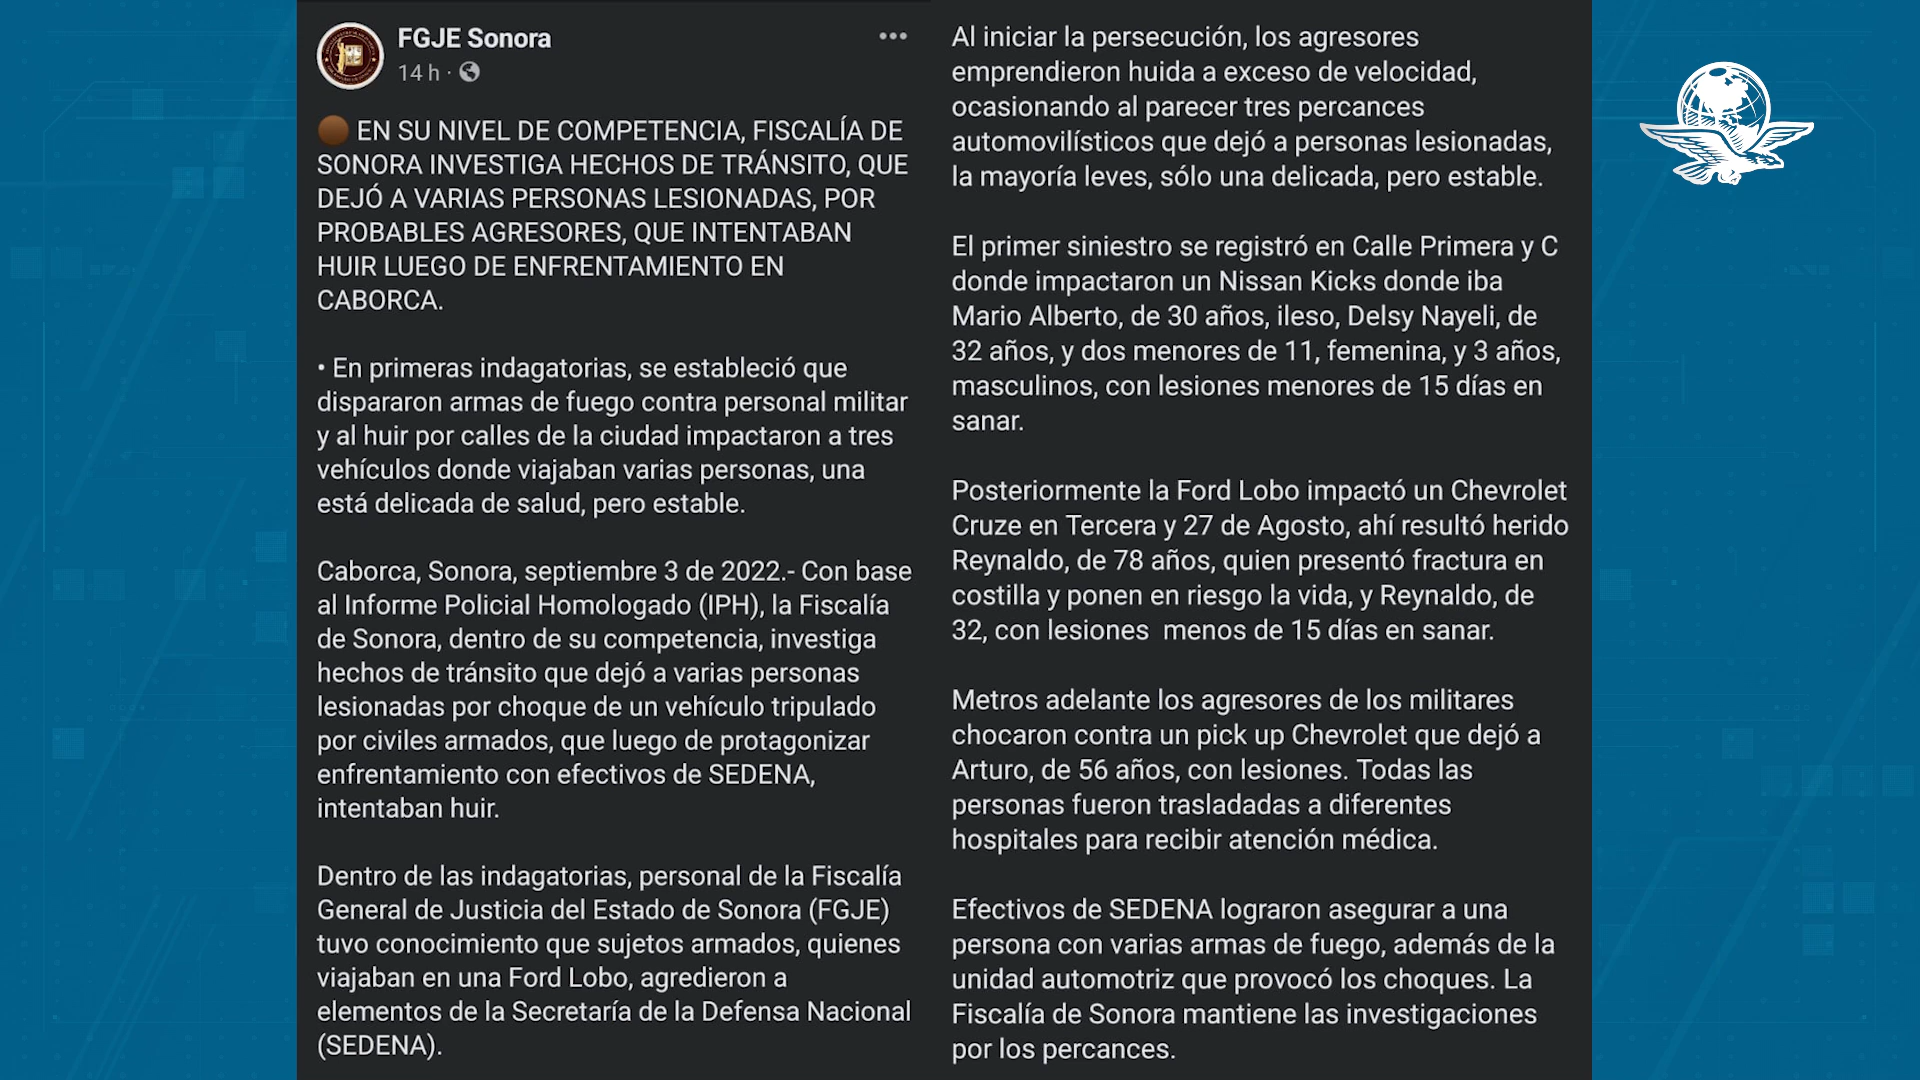 FGJE Sonora
14 h ·
EN SU NIVEL DE COMPETENCIA, FISCALÍA DE
SONORA INVESTIGA HECHOS DE TRÁNSITO, QUE
DEJÓ A VARIAS PERSONAS LESIONADAS, POR
PROBABLES AGRESORES, QUE INTENTABAN
HUIR LUEGO DE ENFRENTAMIENTO EN
CABORCA.
• En primeras indagatorias, se estableció que
dispararon armas de fuego contra personal militar
y al huir por calles de la ciudad impactaron a tres
vehículos donde viajaban varias personas, una
está delicada de salud, pero estable.
Caborca, Sonora, septiembre 3 de 2022.- Con base
al Informe Policial Homologado (IPH), la Fiscalía
de Sonora, dentro de su competencia, investiga
hechos de tránsito que dejó a varias personas
lesionadas por choque de un vehículo tripulado
por civiles armados, que luego de protagonizar
enfrentamiento con efectivos de SEDENA,
intentaban huir.
Dentro de las indagatorias, personal de la Fiscalía
General de Justicia del Estado de Sonora (FGJE)
tuvo conocimiento que sujetos armados, quienes
viajaban en una Ford Lobo, agredieron a
elementos de la Secretaría de la Defensa Nacional
(SEDENA).
Al iniciar la persecución, los agresores
emprendieron huida a exceso de velocidad,
ocasionando al parecer tres percances
automovilísticos que dejó a personas lesionadas,
la mayoría leves, sólo una delicada, pero estable.
El primer siniestro se registró en Calle Primera y C
donde impactaron un Nissan Kicks donde iba
Mario Alberto, de 30 años, ileso, Delsy Nayeli, de
32 años, y dos menores de 11, femenina, y 3 años,
masculinos, con lesiones menores de 15 días en
sanar.
Posteriormente la Ford Lobo impactó un Chevrolet
Cruze en Tercera y 27 de Agosto, ahí resultó herido
Reynaldo, de 78 años, quien presentó fractura en
costilla y ponen en riesgo la vida, y Reynaldo, de
32, con lesiones  menos de 15 días en sanar.
Metros adelante los agresores de los militares
chocaron contra un pick up Chevrolet que dejó a
Arturo, de 56 años, con lesiones. Todas las
personas fueron trasladadas a diferentes
hospitales para recibir atención médica.
Efectivos de SEDENA lograron asegurar a una
persona con varias armas de fuego, además de la
unidad automotriz que provocó los choques. La
Fiscalía de Sonora mantiene las investigaciones
por los percances.